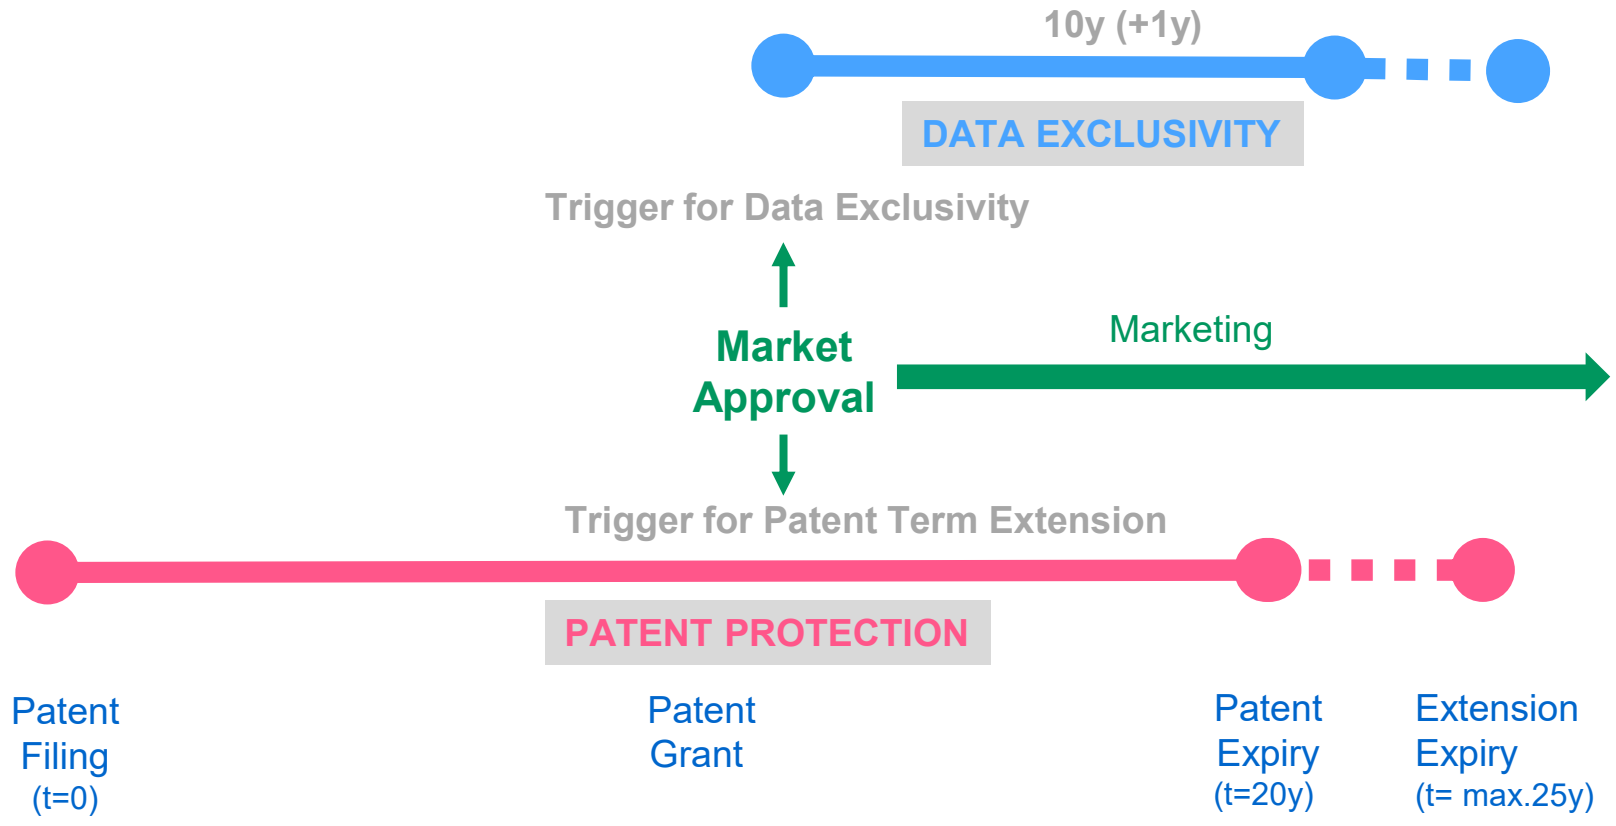 10y (+1y)
DATA EXCLUSIVITY
Trigger for Data Exclusivity
Market
Approval
Marketing
Trigger for Patent Term Extension
PATENT PROTECTION
Patent
Filing
(t=0)
Patent
Grant
Patent
Expiry
(t=20y)
Extension
Expiry
(t= max.25y)